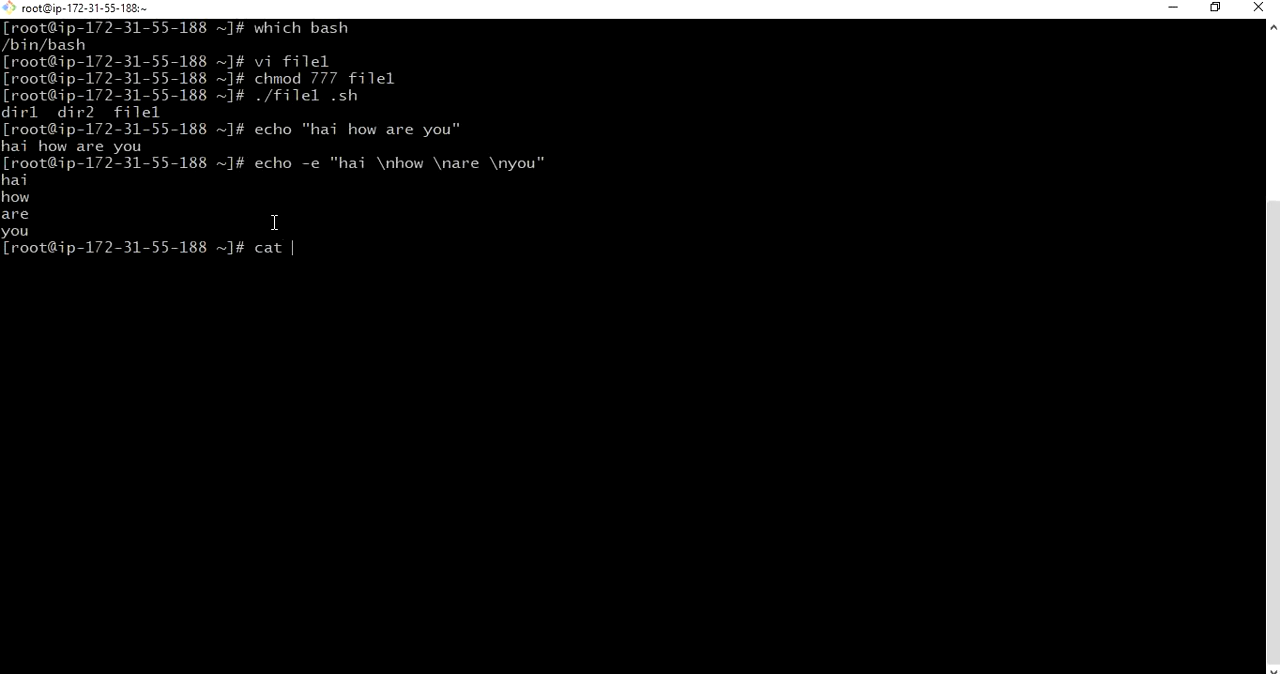 root@ip-172-31-55-188:~
[root@ip-172-31-55-188 ~]# which bash
/bin/bash
[root@ip-172-31-55-188 ~]# vi file1
[root@ip-172-31-55-188 ~]# chmod 777 file1
[root@ip-172-31-55-188 ~]# ./file1 .sh
dir1  dir2  file1
[root@ip-172-31-55-188 ~]# echo "hai how are you"
hai how are you
[root@ip-172-31-55-188 ~]# echo -e "hai \nhow \nare \nyou"
hai
how
are
you
[root@ip-172-31-55-188 ~]# cat